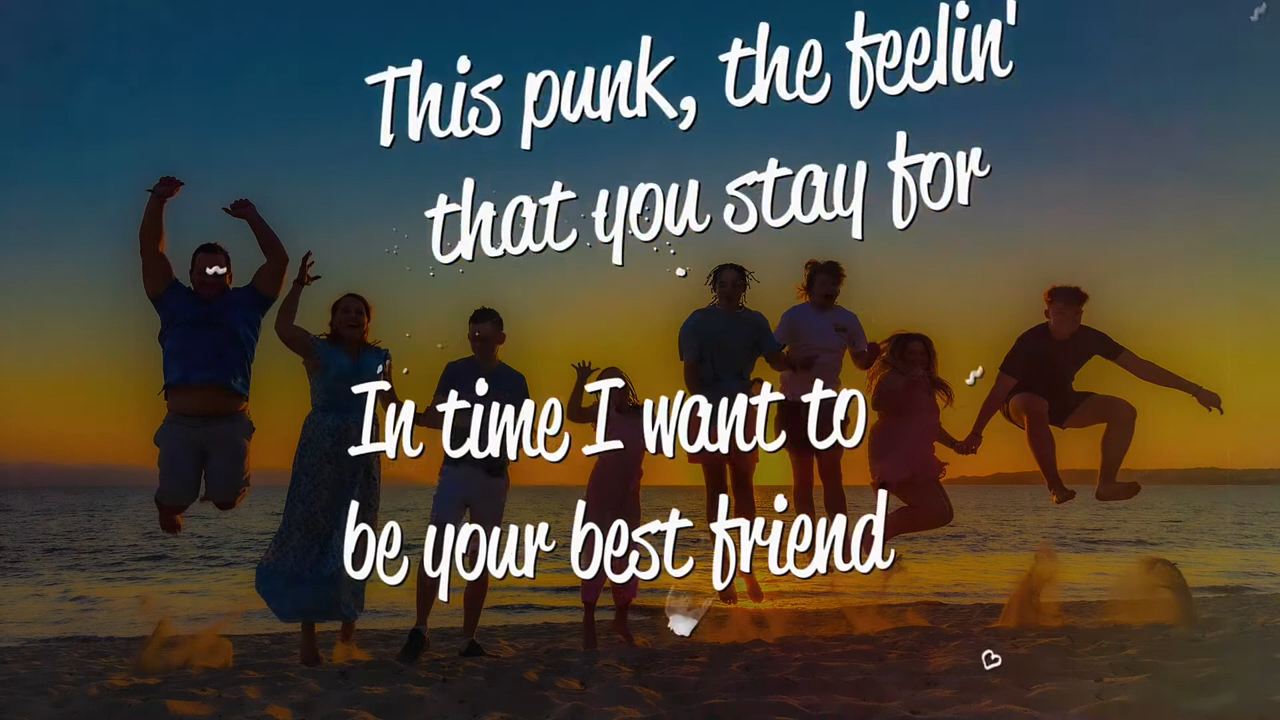 This punk, the feelin'
that you stay for
In time I want to
be your best friend